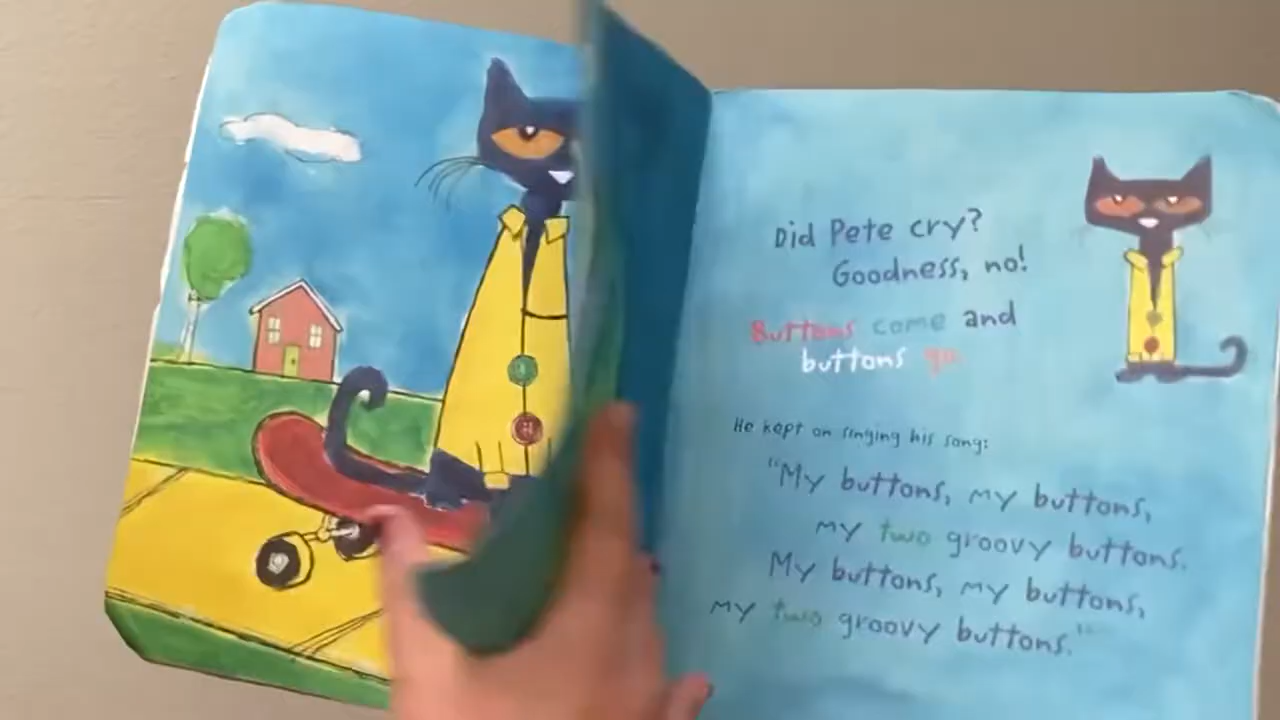 Did Pete cry?
Goodness, no!
Buttons come and
buttons go.
He kept on singing his song:
"My buttons, my buttons,
my two groovy buttons.
My buttons, my buttons,
my two groovy buttons."